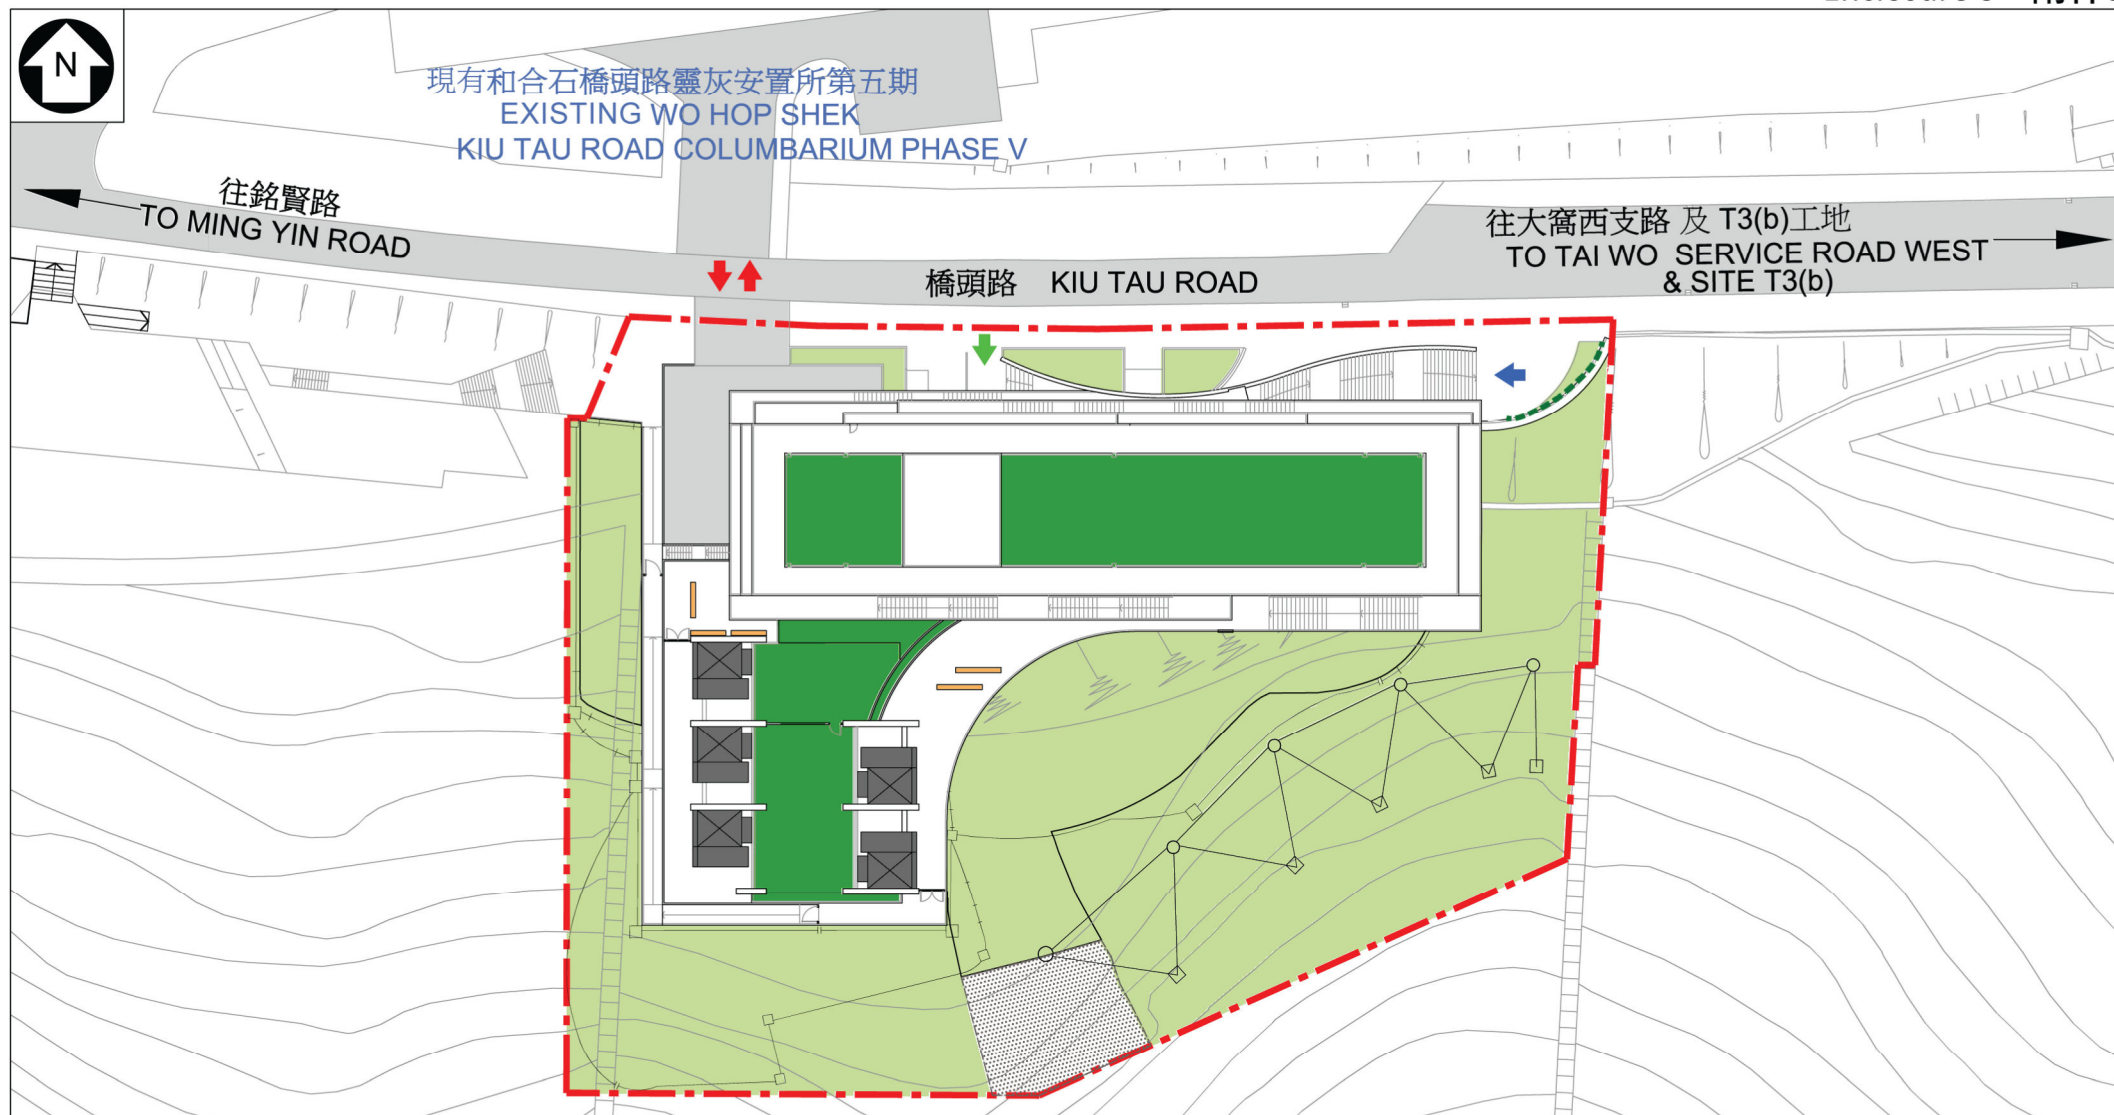 N
現有和合石橋頭路靈灰安置所第五期
EXISTING WO HOP SHEK
KIU TAU ROAD COLUMBARIUM PHASE V
往銘賢路
TO MING YIN ROAD
往大窩西支路 及 T3(b)工地
TO TAI WO SERVICE ROAD WEST
& SITE T3(b)
橋頭路 KIU TAU ROAD